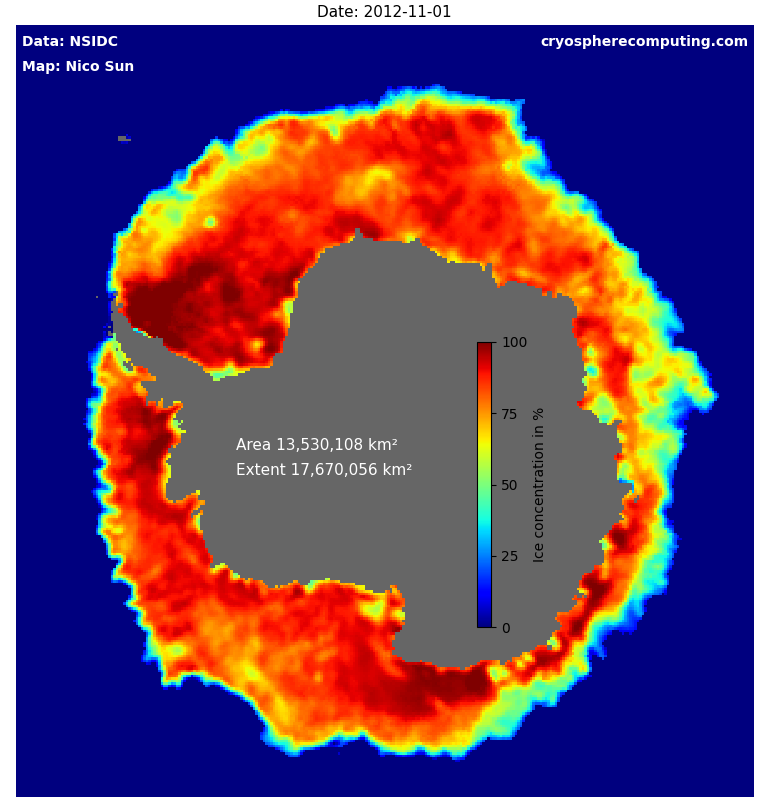 Date: 2012-11-01
Data: NSIDC
cryospherecomputing.com
Map: Nico Sun
100
75
50
25
0
Ice concentration in %
Area 13,530,108 km²
Extent 17,670,056 km²